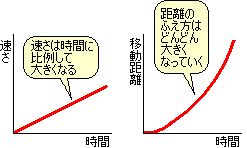 速さ
速さは時間に
比例して
大きくなる
時間
移動距離
距離の
ふえ方は
どんどん
大きく
なっていく
時間